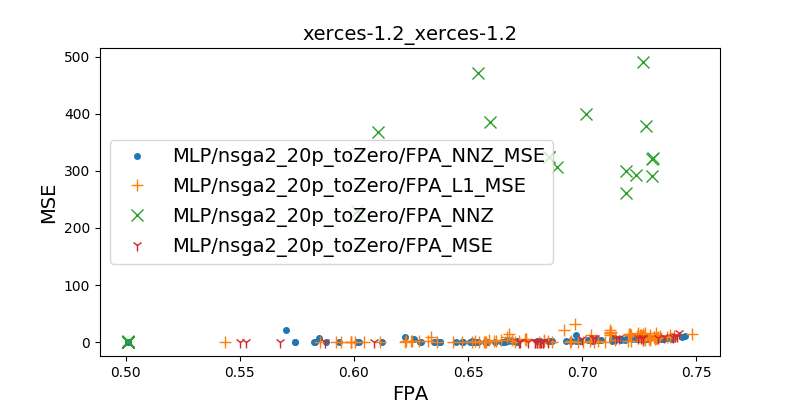 xerces-1.2_xerces-1.2
500
400
300
200
100
0
MSE
MLP/nsga2_20p_toZero/FPA_NNZ_MSE
MLP/nsga2_20p_toZero/FPA_L1_MSE
MLP/nsga2_20p_toZero/FPA_NNZ
MLP/nsga2_20p_toZero/FPA_MSE
0.50 0.55 0.60 0.65 0.70 0.75
FPA